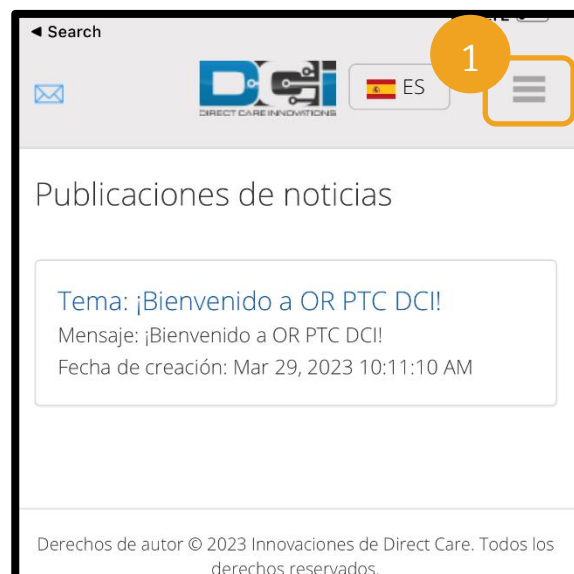 ◄ Search
1
DCI
DIRECT CARE INNOVATIONS
ES
Publicaciones de noticias
Tema: ¡Bienvenido a OR PTC DCI!
Mensaje: ¡Bienvenido a OR PTC DCI!
Fecha de creación: Mar 29, 2023 10:11:10 AM
Derechos de autor © 2023 Innovaciones de Direct Care. Todos los
derechos reservados.